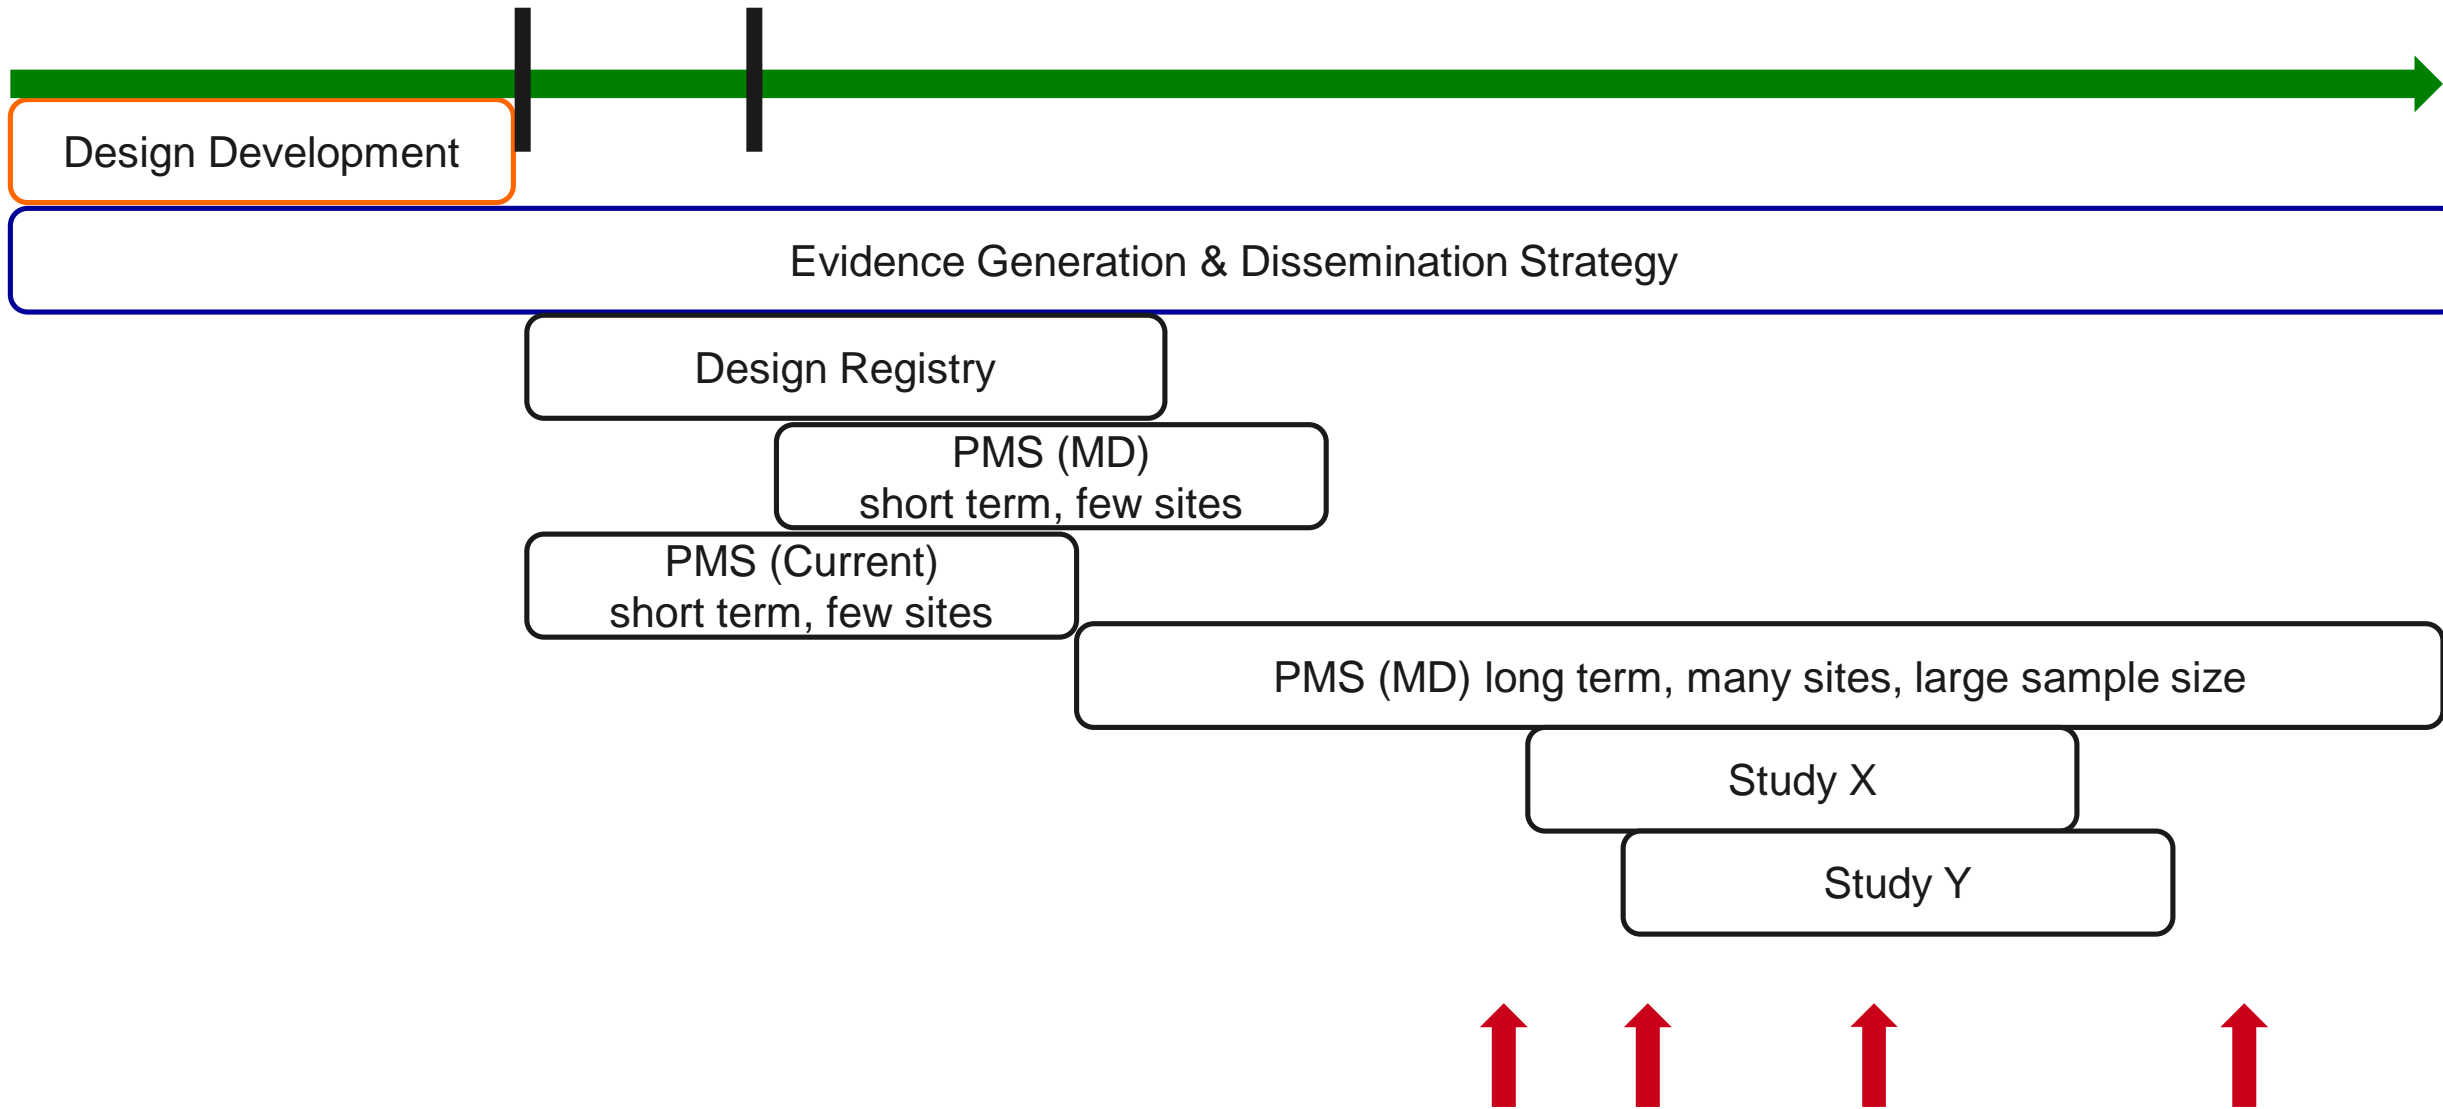 Design Development
Evidence Generation & Dissemination Strategy
Design Registry
PMS (MD)
short term, few sites
PMS (Current)
short term, few sites
PMS (MD) long term, many sites, large sample size
Study X
Study Y